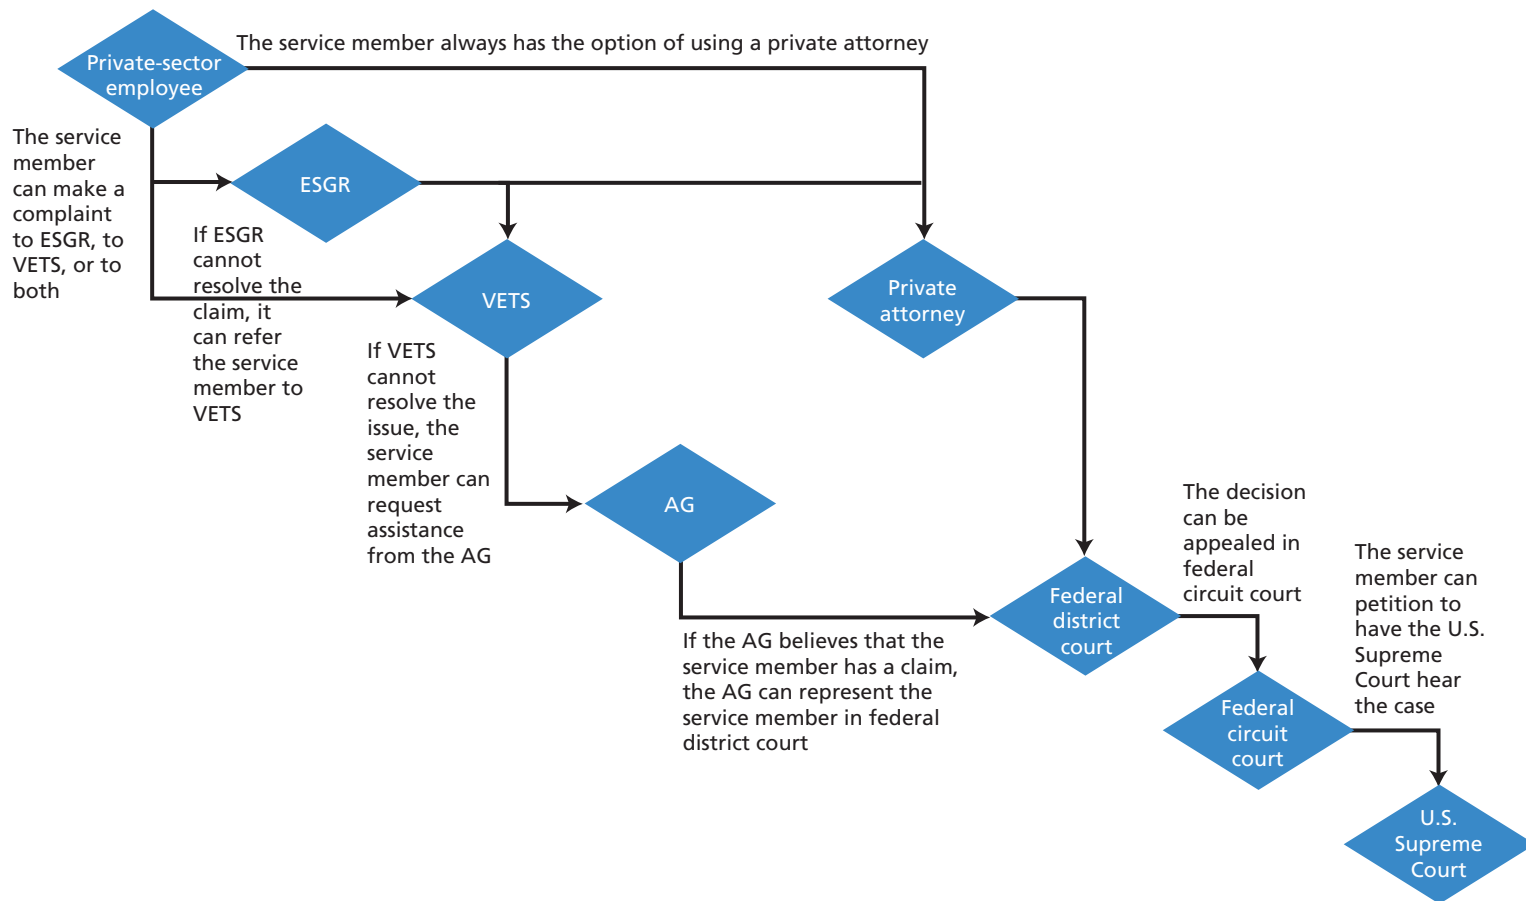 The service member always has the option of using a private attorney
Private-sector
employee
The service
member
can make a
complaint
to ESGR, to
VETS, or to
both
ESGR
If ESGR
cannot
resolve the
claim, it
can refer
the service
member to
VETS
VETS
Private
attorney
If VETS
cannot
resolve the
issue, the
service
member can
request
assistance
from the AG
AG
If the AG believes that the
service member has a claim,
the AG can represent the
service member in federal
district court
Federal
district
court
The decision
can be
appealed in
federal
circuit court
Federal
circuit
court
The service
member can
petition to
have the U.S.
Supreme
Court hear
the case
U.S.
Supreme
Court